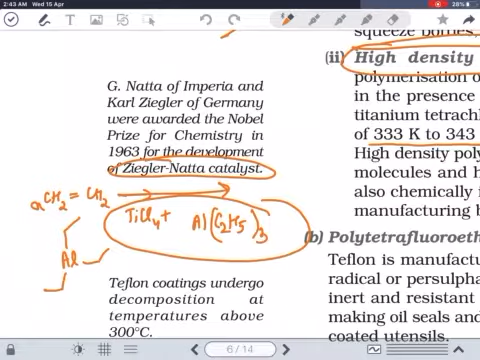 2:43 AM Wed 15 Apr
28%
squeeze bottles,
G. Natta of Imperia and
Karl Ziegler of Germany
were awarded the Nobel
Prize for Chemistry in
1963 for the development
of Ziegler-Natta catalyst.
nCH2 = CH2
TiCl4 + Al(C2H5)3
Al
Teflon coatings undergo
decomposition at
temperatures above
300°C.
(ii) High density
polymerisation o
in the presence
titanium tetrachl
of 333 K to 343
High density poly
molecules and h
also chemically i
manufacturing b
(b) Polytetrafluoroeth
Teflon is manufact
radical or persulpha
inert and resistant
making oil seals and
coated utensils.
6 / 14